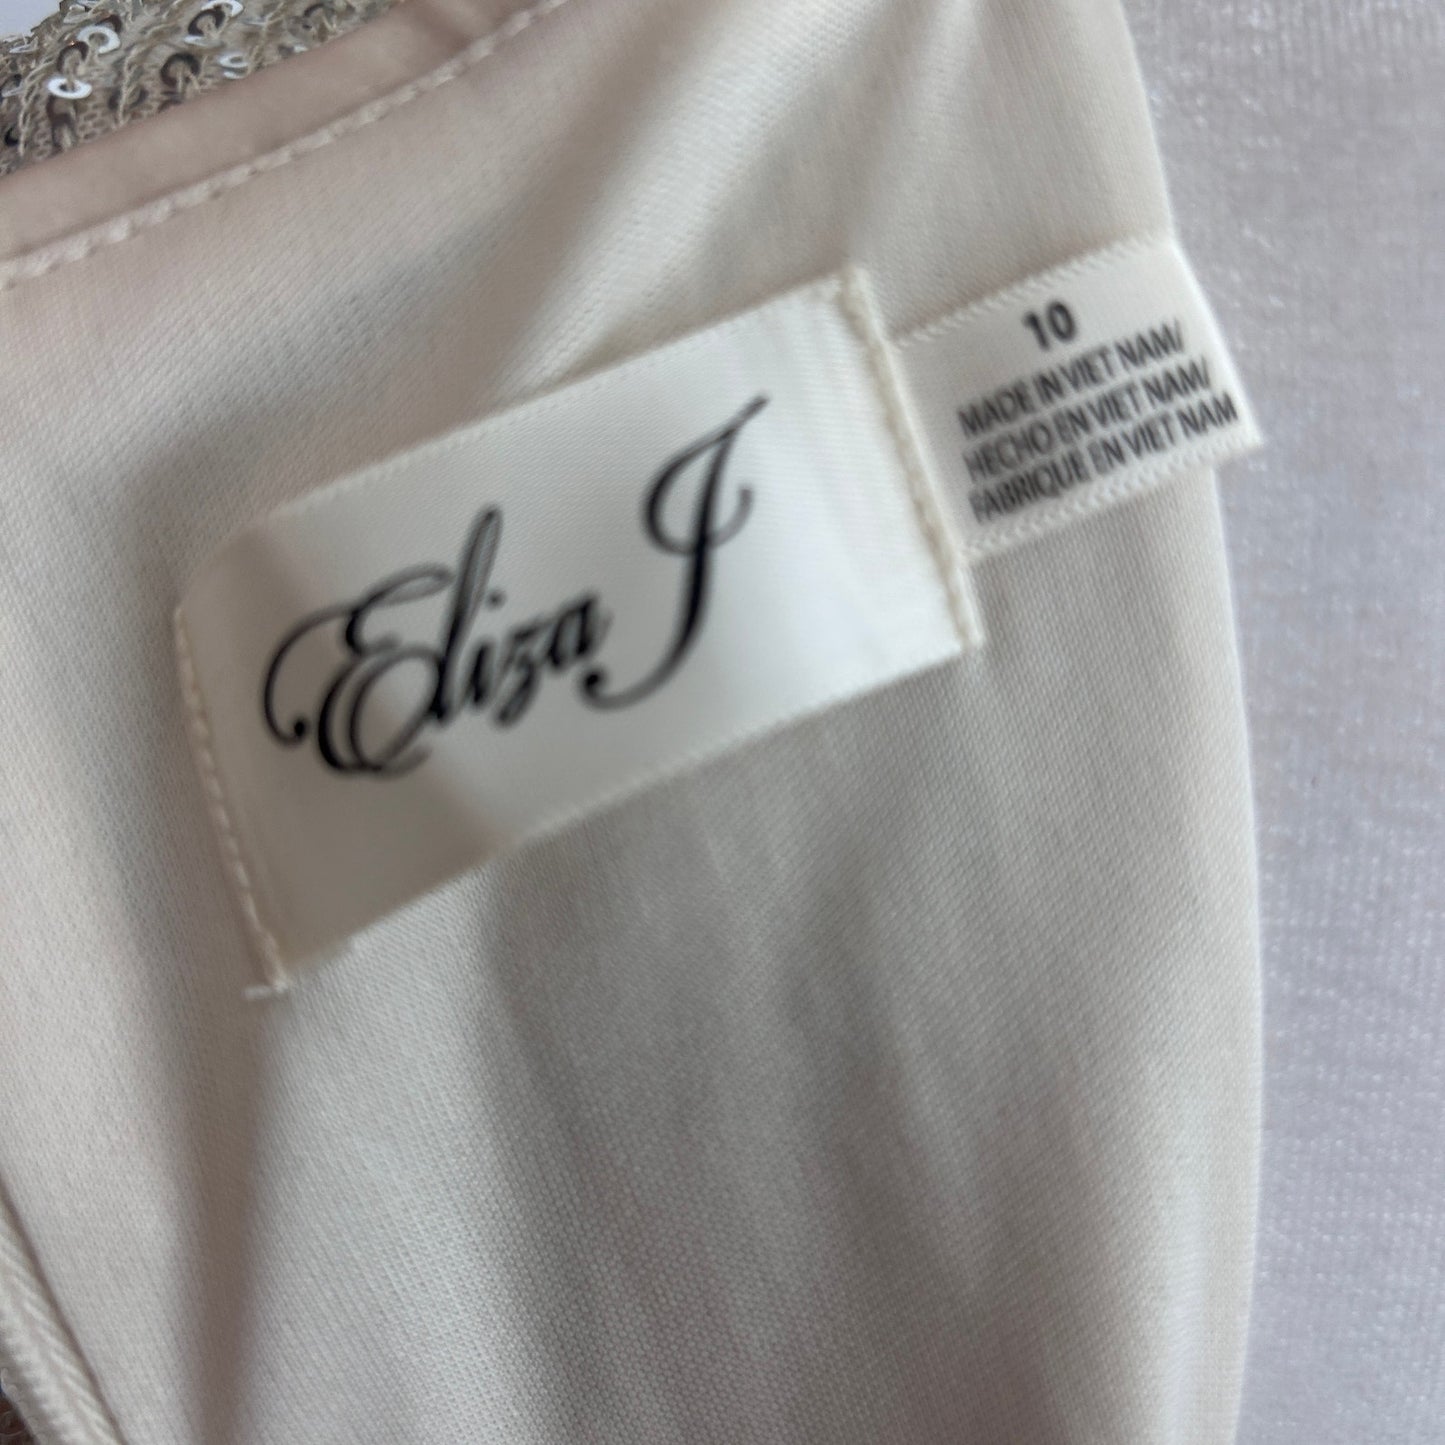 Eliza J
10
MADE IN VIET NAM/
HECHO EN VIET NAM/
FABRIQUE EN VIET NAM